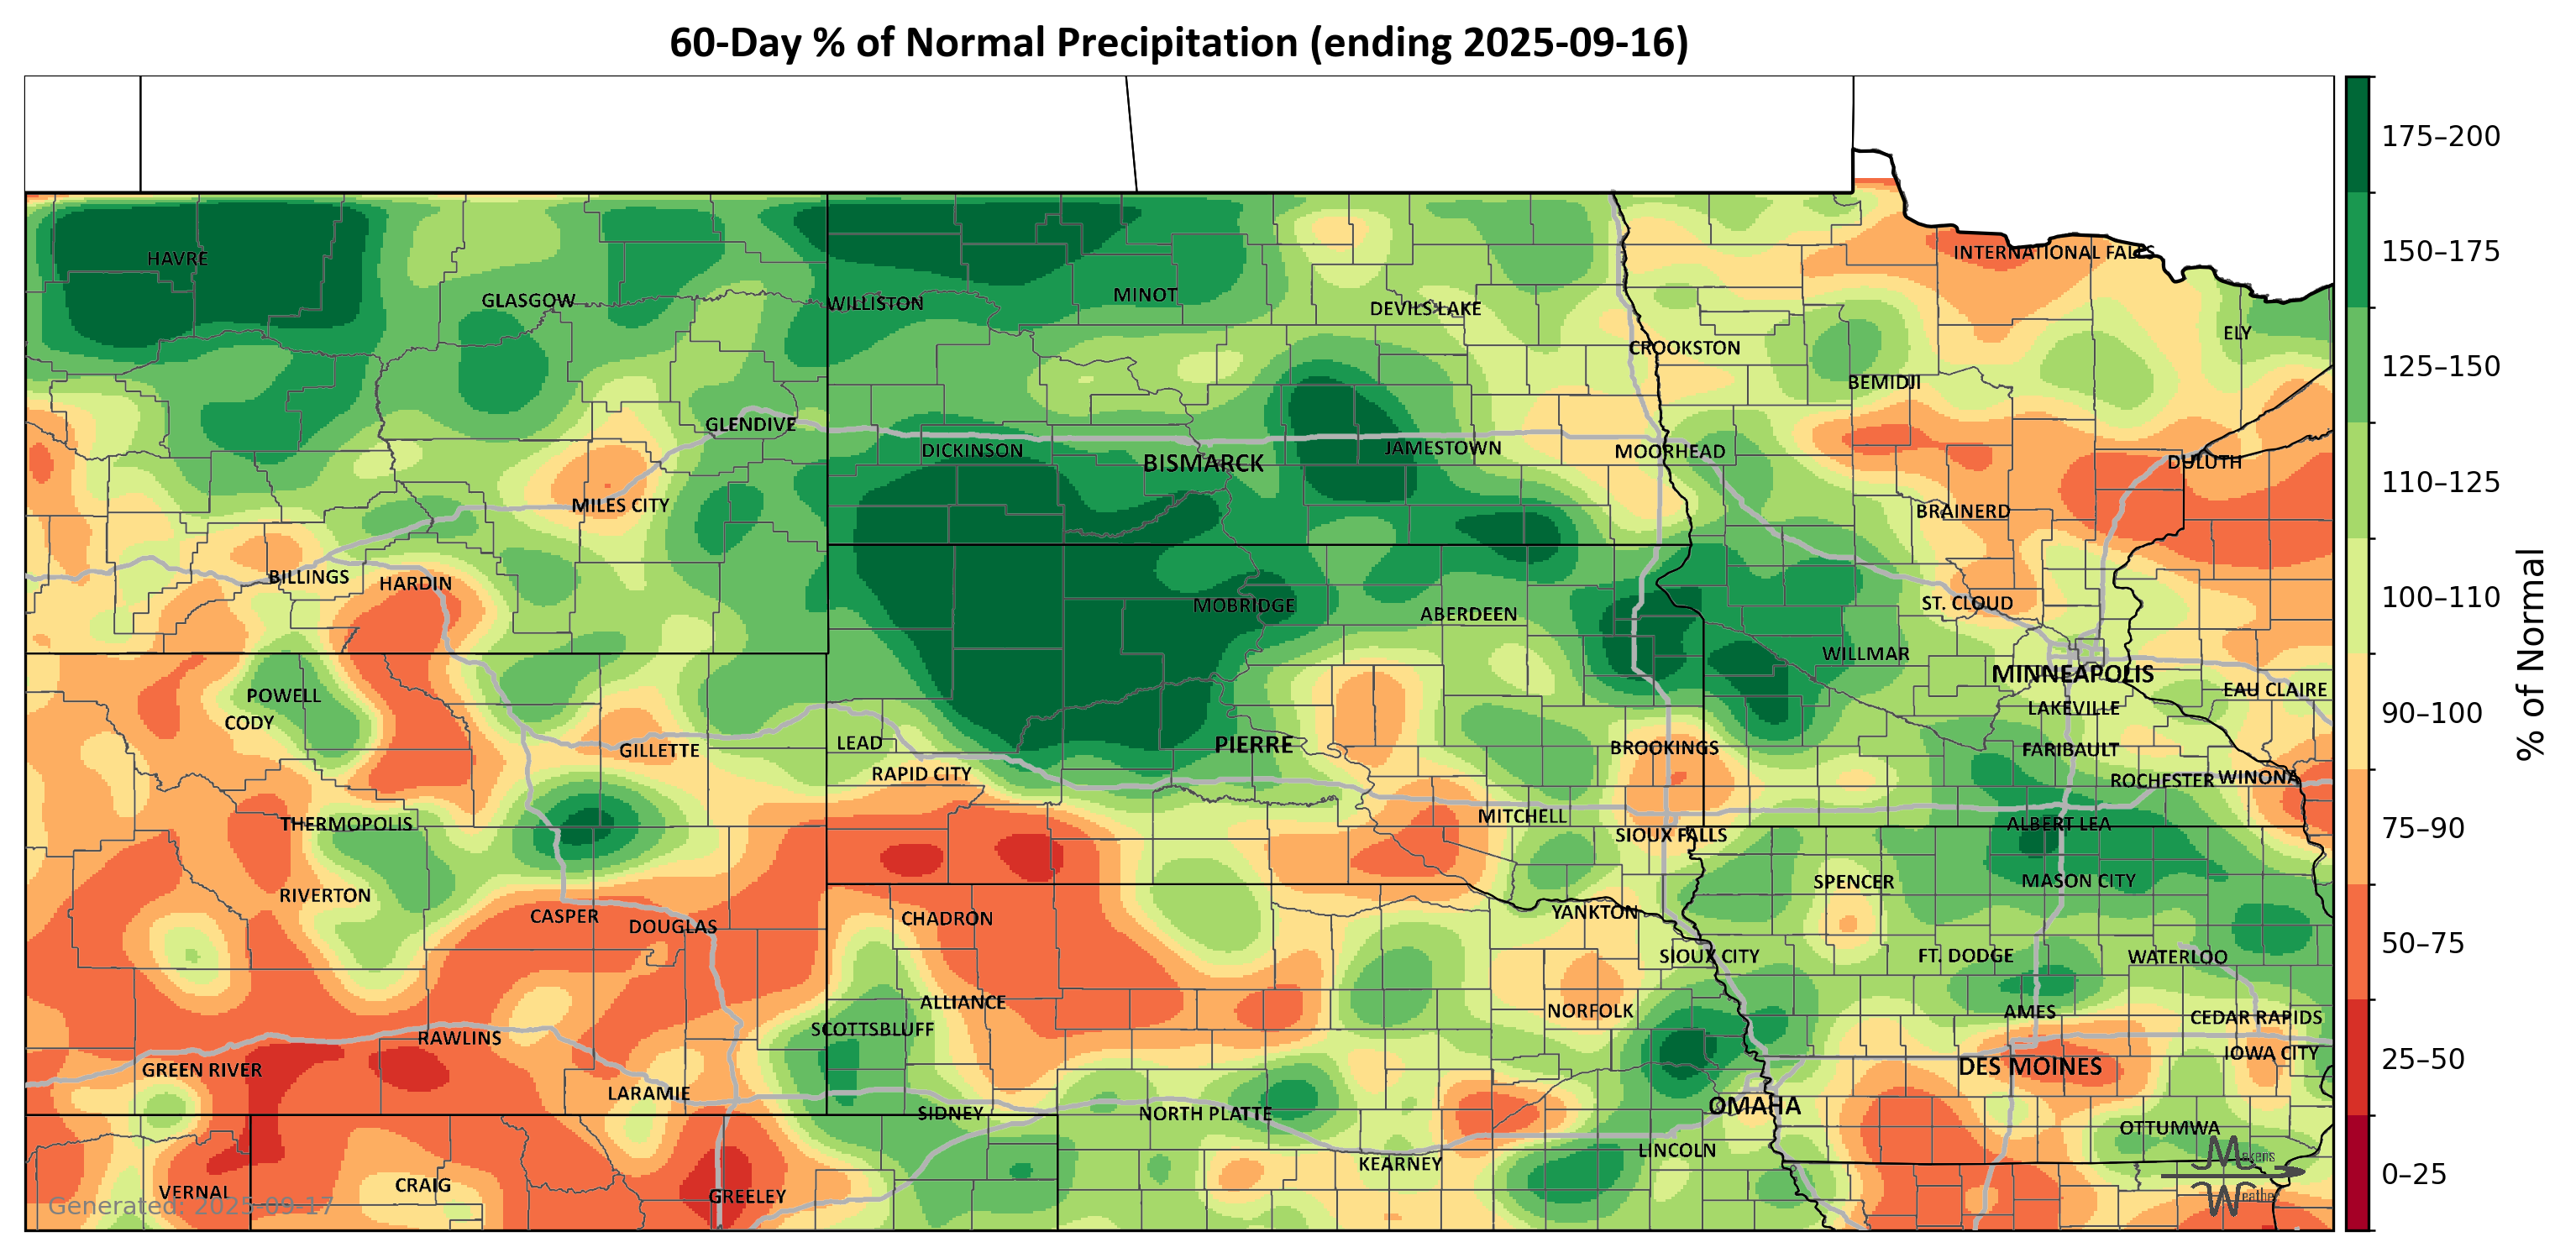 60-Day % of Normal Precipitation (ending 2025-09-16)
175–200
150–175
125–150
110–125
100–110
90–100
75–90
50–75
25–50
0–25
% of Normal
HAVRE
INTERNATIONAL FALLS
GLASGOW
WILLISTON
MINOT
DEVILS LAKE
ELY
CROOKSTON
BEMIDJI
GLENDIVE
DICKINSON
BISMARCK
JAMESTOWN
MOORHEAD
DULUTH
MILES CITY
BRAINERD
BILLINGS
HARDIN
MOBRIDGE
ABERDEEN
ST. CLOUD
WILLMAR
MINNEAPOLIS
POWELL
EAU CLAIRE
CODY
LAKEVILLE
GILLETTE
LEAD
PIERRE
BROOKINGS
FARIBAULT
RAPID CITY
ROCHESTER
WINONA
THERMOPOLIS
MITCHELL
SIOUX FALLS
ALBERT LEA
RIVERTON
SPENCER
MASON CITY
CASPER
DOUGLAS
CHADRON
YANKTON
SIOUX CITY
FT. DODGE
WATERLOO
ALLIANCE
NORFOLK
AMES
SCOTTSBLUFF
CEDAR RAPIDS
RAWLINS
IOWA CITY
GREEN RIVER
DES MOINES
LARAMIE
SIDNEY
NORTH PLATTE
OMAHA
OTTUMWA
LINCOLN
KEARNEY
VERNAL
CRAIG
GREELEY
Generated: 2025-09-17
Makens
Weather